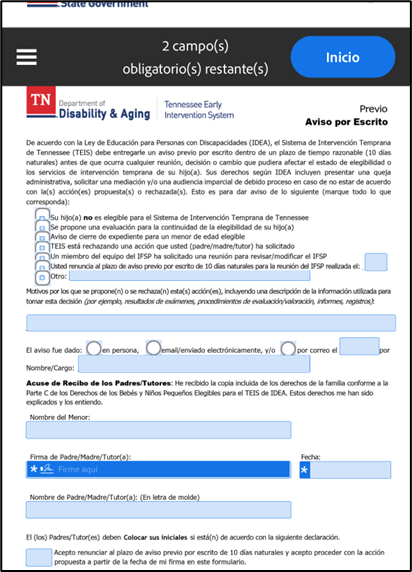 State Government
2 campo(s)
obligatorio(s) restante(s)
Inicio
TN
Department of
Disability & Aging
Tennessee Early
Intervention System
Previo
Aviso por Escrito
De acuerdo con la Ley de Educación para Personas con Discapacidades (IDEA), el Sistema de Intervención Temprana
de Tennessee (TEIS) debe entregarle un aviso previo por escrito dentro de un plazo de tiempo razonable (10 días
naturales) antes de que ocurra cualquier reunión, decisión o cambio que pudiera afectar el estado de elegibilidad o
los servicios de intervención temprana de su hijo(a). Sus derechos según IDEA incluyen presentar una queja
administrativa, solicitar una mediación y/o una audiencia imparcial de debido proceso en caso de no estar de acuerdo
con la(s) acción(es) propuesta(s) o rechazada(s). Esto es para dar aviso de lo siguiente (marque todo lo que
corresponda):
Su hijo(a) no es elegible para el Sistema de Intervención Temprana de Tennessee
Se propone una evaluación para la continuidad de la elegibilidad de su hijo(a)
Aviso de cierre de expediente para un menor de edad elegible
TEIS está rechazando una acción que usted (padre/madre/tutor) ha solicitado
Un miembro del equipo del IFSP ha solicitado una reunión para revisar/modificar el IFSP
Usted renuncia al plazo de aviso previo por escrito de 10 días naturales para la reunión del IFSP realizada el:
Otro:
Motivos por los que se propone(n) o se rechaza(n) esta(s) acción(es), incluyendo una descripción de la información utilizada para
tomar esta decisión (por ejemplo, resultados de exámenes, procedimientos de evaluación/valoración, informes, registros):
El aviso fue dado: en persona, email/enviado electrónicamente, y/o por correo el por
Nombre/Cargo:
Acuse de Recibo de los Padres/Tutores: He recibido la copia incluida de los derechos de la familia conforme a la
Parte C de los Derechos de los Bebés y Niños Pequeños Elegibles para el TEIS de IDEA. Estos derechos me han sido
explicados y los entiendo.
Nombre del Menor:
Firma de Padre/Madre/Tutor(a): Fecha:
* Firme aquí *
Nombre de Padre/Madre/Tutor(a): (En letra de molde)
El (los) Padres/Tutor(es) deben Colocar sus iniciales si está(n) de acuerdo con la siguiente declaración.
Acepto renunciar al plazo de aviso previo por escrito de 10 días naturales y acepto proceder con la acción
propuesta a partir de la fecha de mi firma en este formulario.